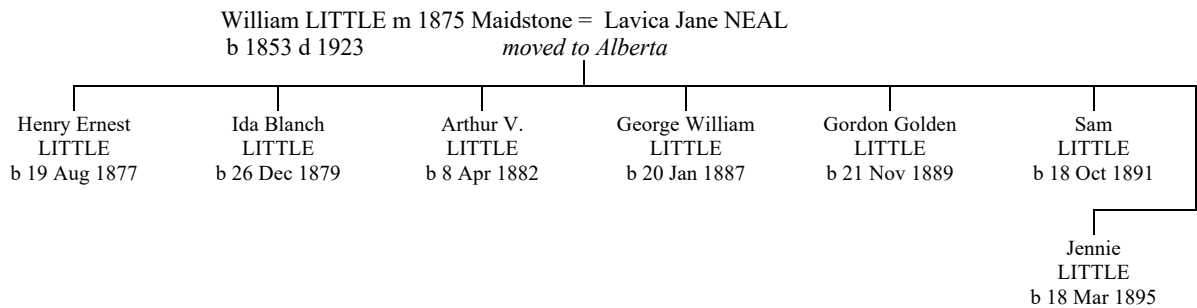 William LITTLE m 1875 Maidstone = Lavica Jane NEAL
b 1853 d 1923 moved to Alberta
Henry Ernest
LITTLE
b 19 Aug 1877
Ida Blanch
LITTLE
b 26 Dec 1879
Arthur V.
LITTLE
b 8 Apr 1882
George William
LITTLE
b 20 Jan 1887
Gordon Golden
LITTLE
b 21 Nov 1889
Sam
LITTLE
b 18 Oct 1891
Jennie
LITTLE
b 18 Mar 1895